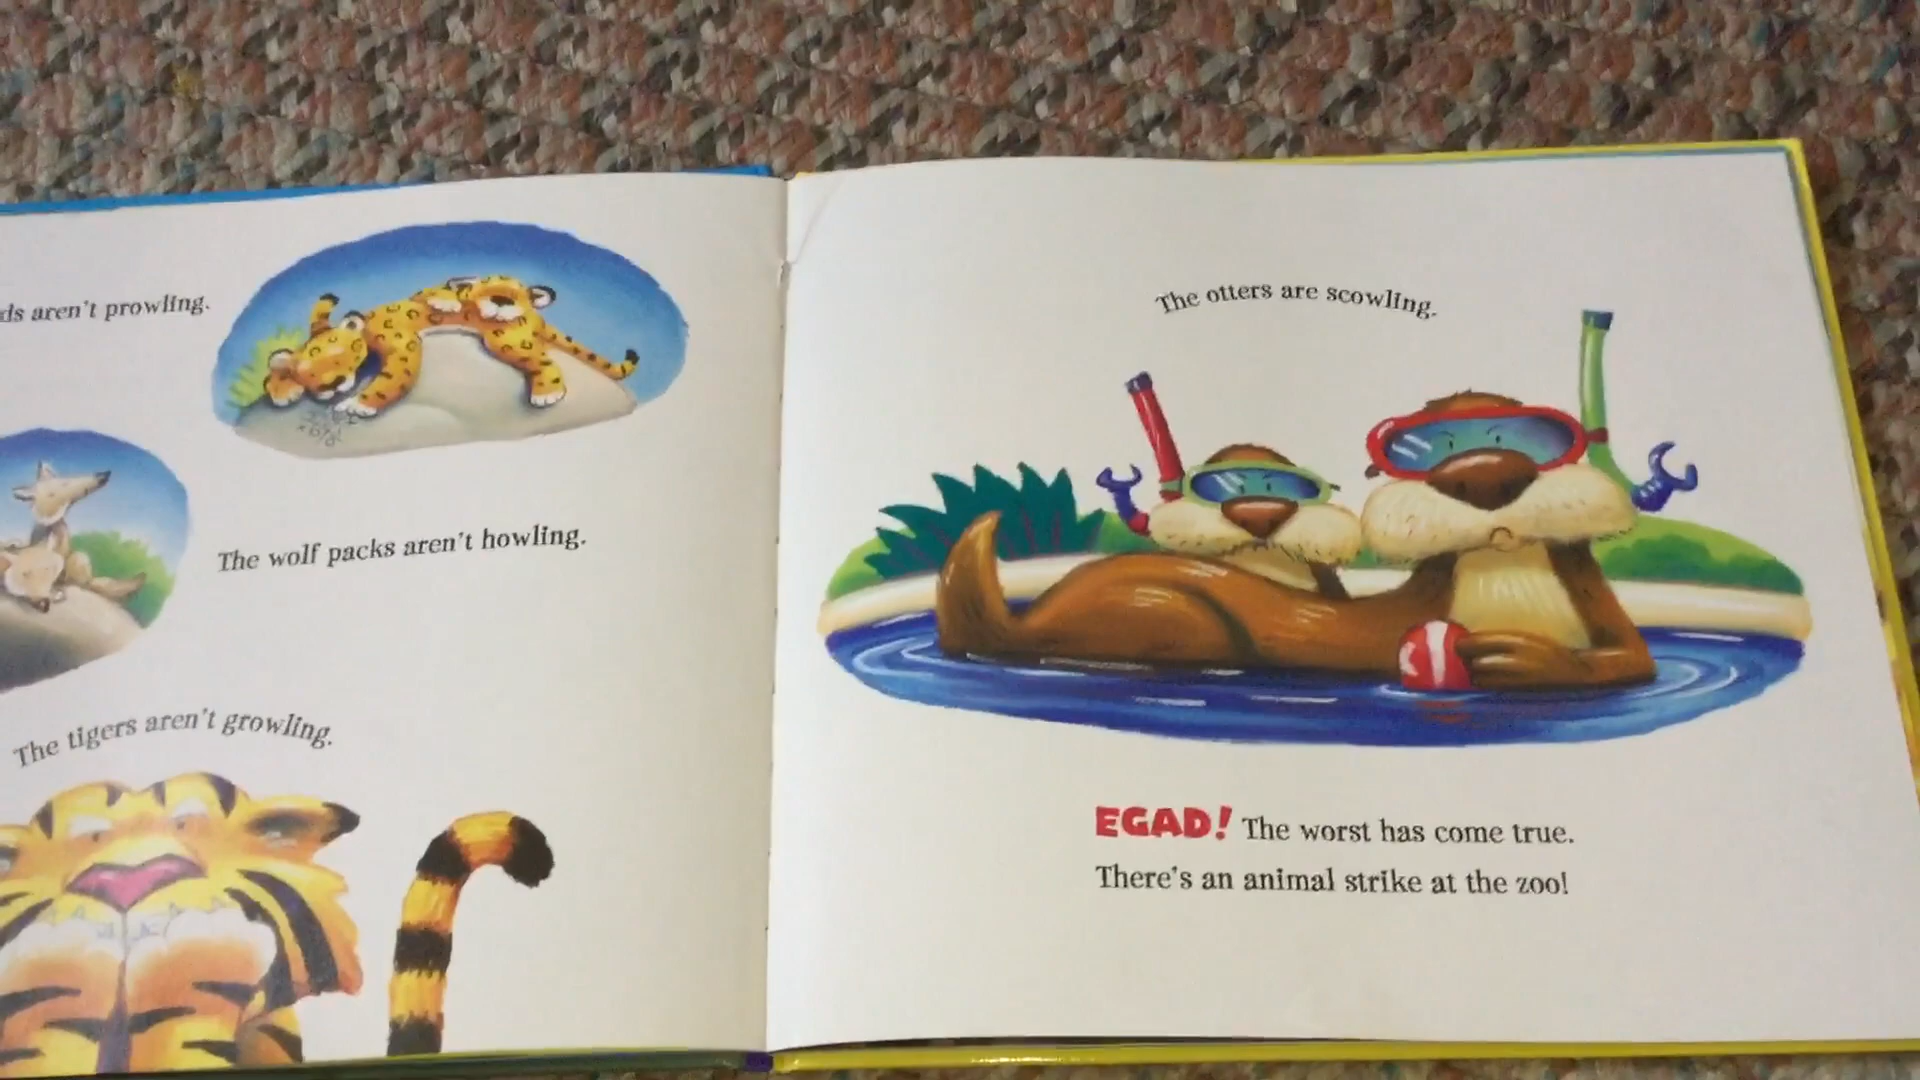 aren't prowling.
The wolf packs aren't howling.
The tigers aren't growling.
The otters are scowling.
EGAD! The worst has come true.
There's an animal strike at the zoo!